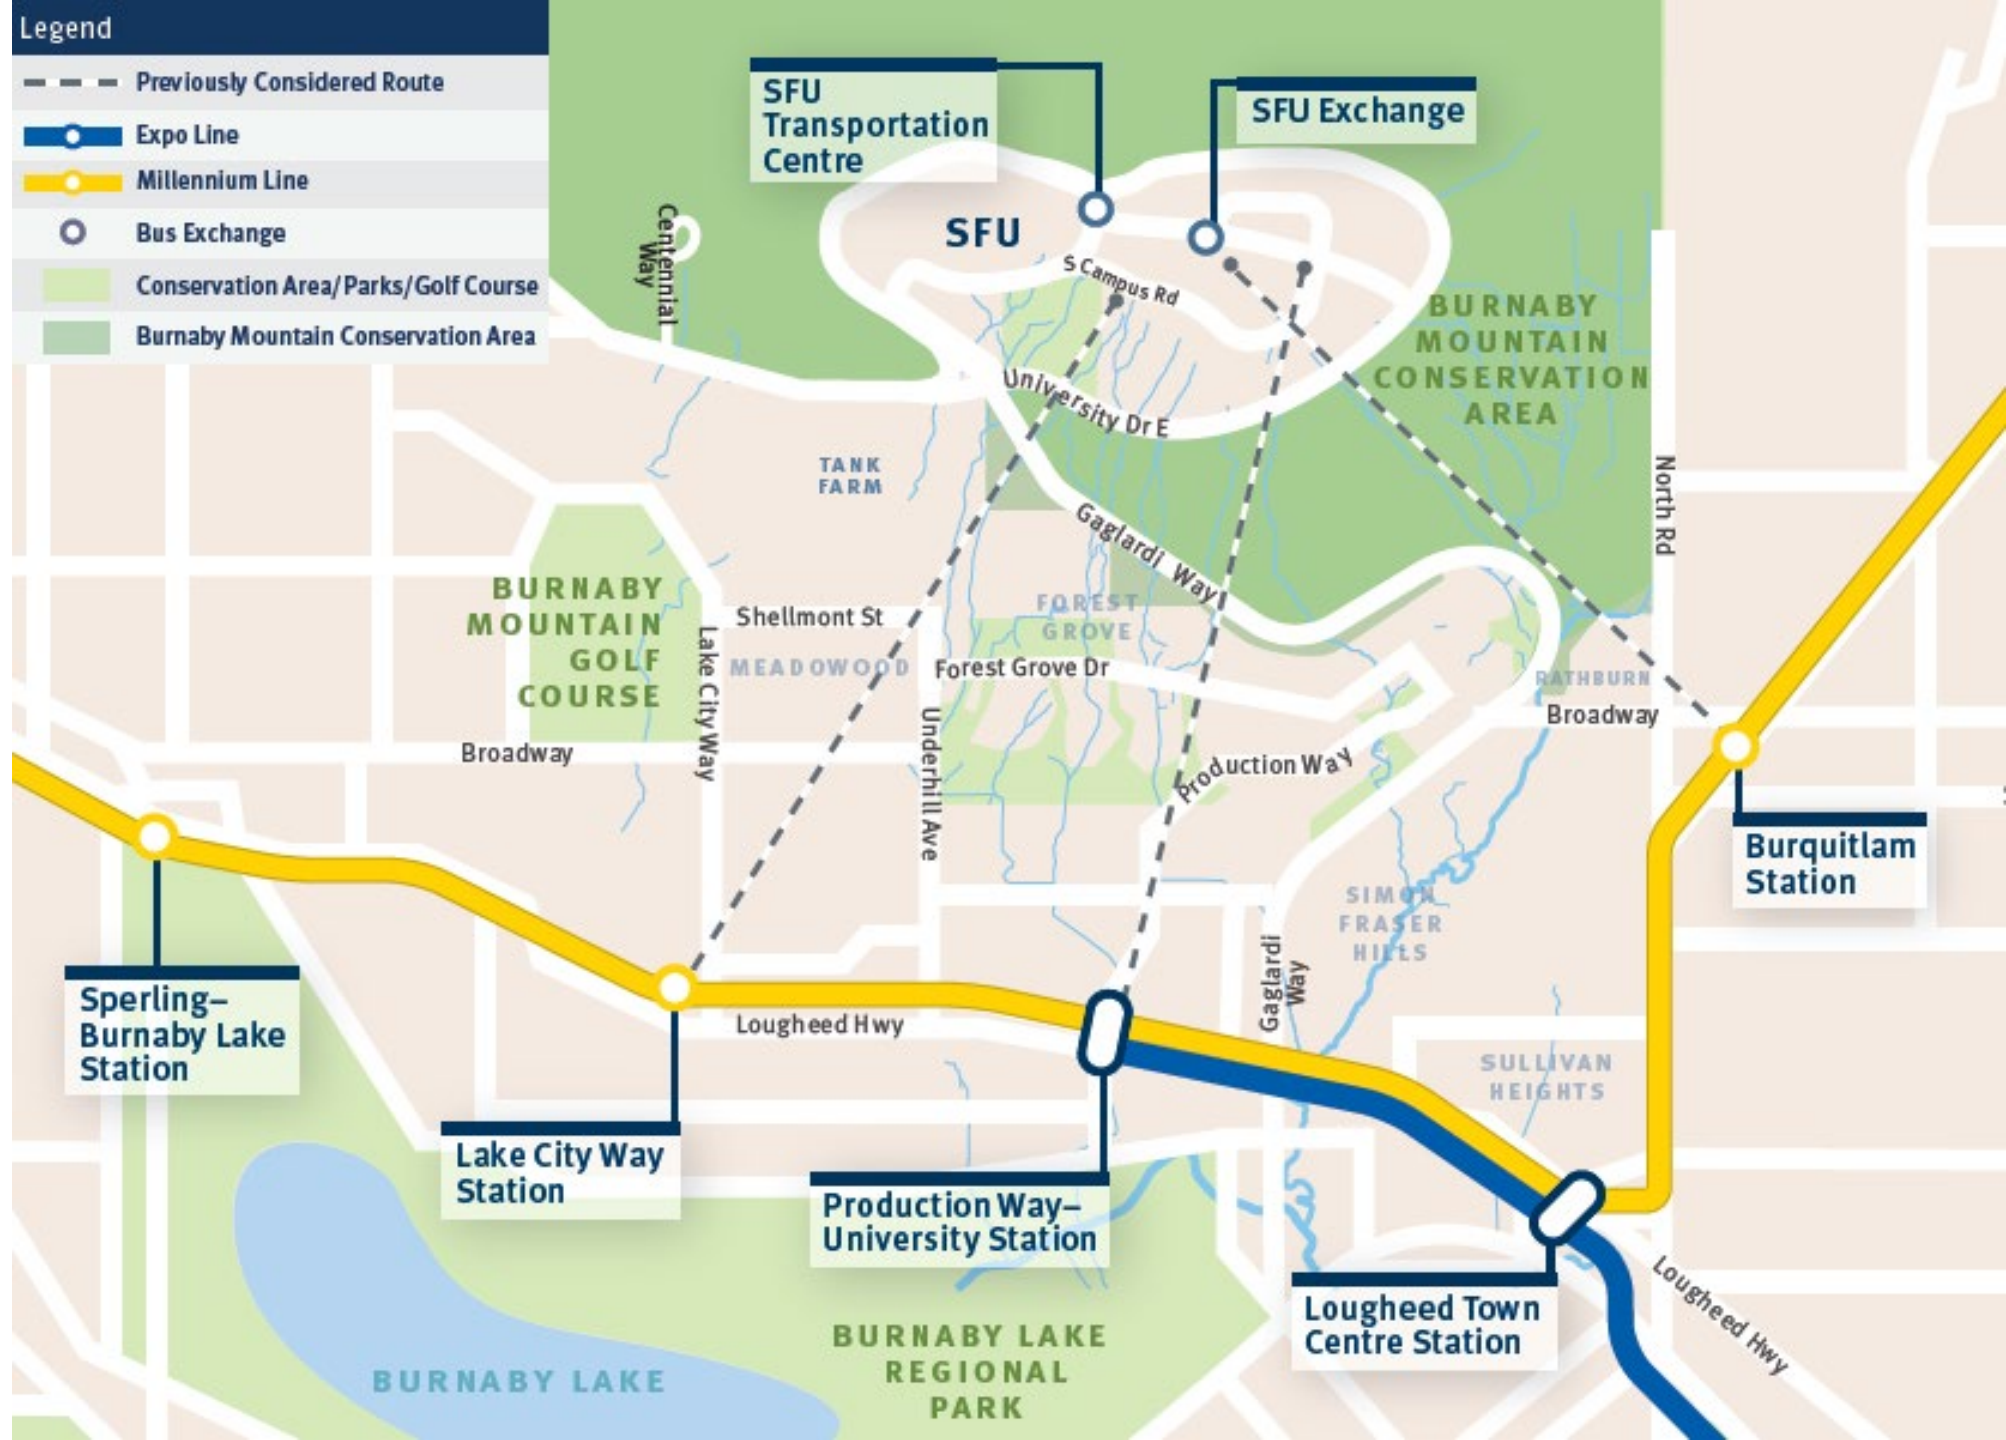 Legend
Previously Considered Route
Expo Line
Millennium Line
Bus Exchange
Conservation Area/Parks/Golf Course
Burnaby Mountain Conservation Area
SFU
Transportation
Centre
SFU Exchange
SFU
Centennial
Way
S Campus Rd
BURNABY
MOUNTAIN
CONSERVATION
AREA
University Dr E
TANK
FARM
North Rd
Gaglardi Way
BURNABY
MOUNTAIN
GOLF
COURSE
Shellmont St
FOREST
GROVE
MEADOWOOD
Forest Grove Dr
Lake City Way
RATHBURN
Broadway
Broadway
Underhill Ave
Production Way
Burquitlam
Station
SIMON
FRASER
HILLS
Gaglardi
Way
Sperling–
Burnaby Lake
Station
Lougheed Hwy
SULLIVAN
HEIGHTS
Lake City Way
Station
Production Way–
University Station
Lougheed Town
Centre Station
Lougheed Hwy
BURNABY LAKE
BURNABY LAKE
REGIONAL
PARK